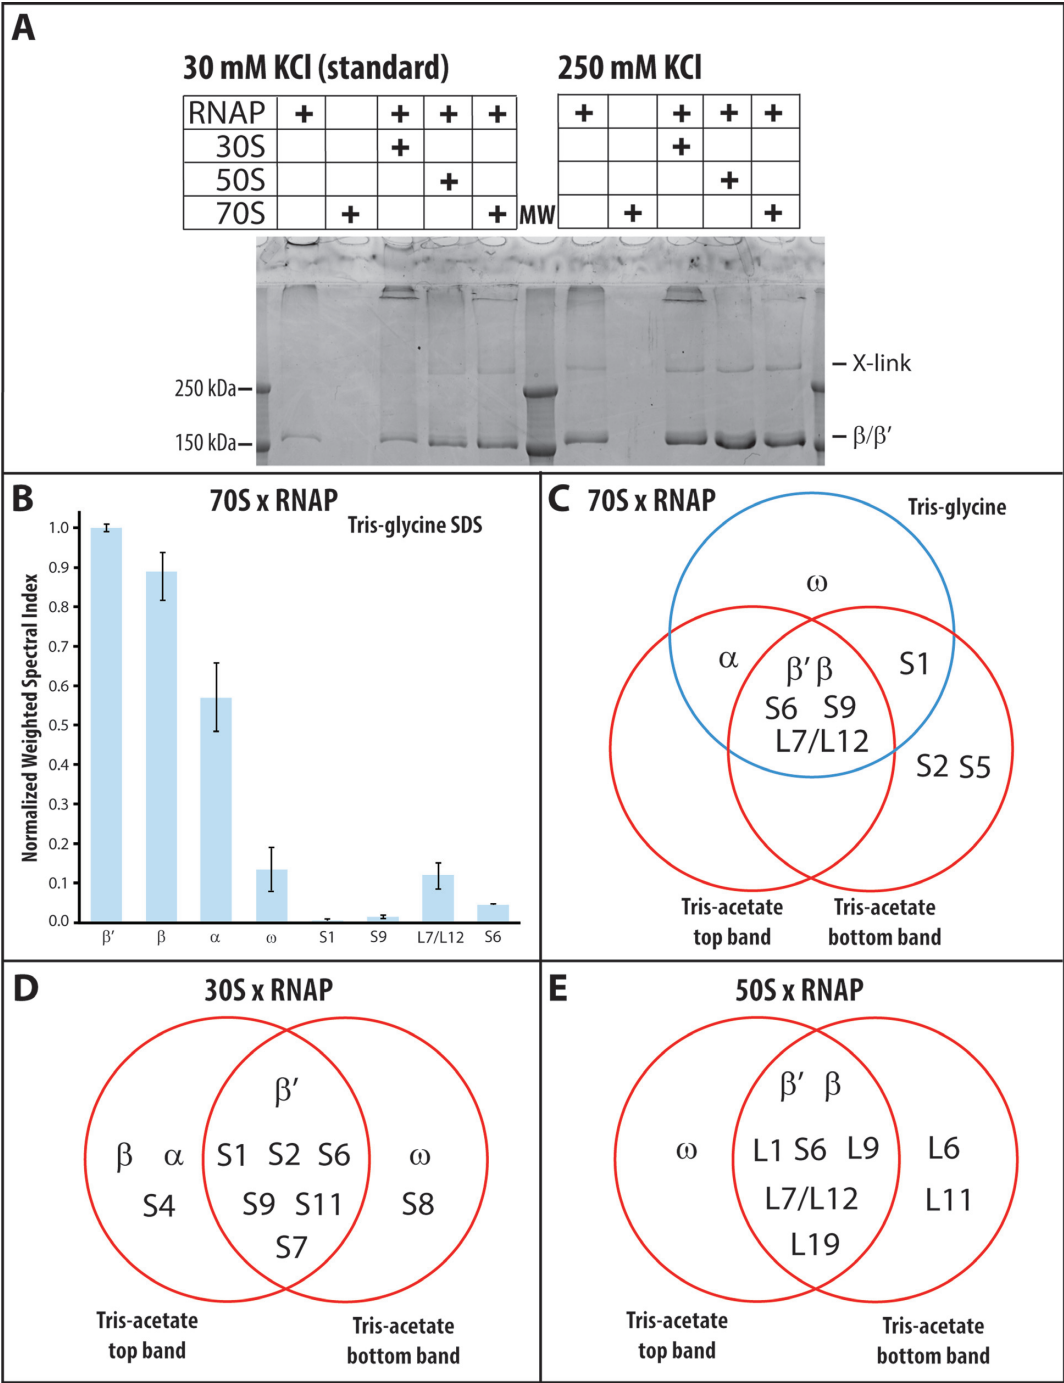 A
30 mM KCl (standard)
250 mM KCl
RNAP + + + + + + + +
30S + +
50S + +
70S + + MW + +
X-link
250 kDa
150 kDa
β/β′
B
70S x RNAP
Tris-glycine SDS
Normalized Weighted Spectral Index
1.0
0.9
0.8
0.7
0.6
0.5
0.4
0.3
0.2
0.1
0.0
β′ β α ω S1 S9 L7/L12 S6
C
70S x RNAP
Tris-glycine
ω
α
β′ β
S1
S6 S9
L7/L12
S2 S5
Tris-acetate
top band
Tris-acetate
bottom band
D
30S x RNAP
β′
β α
S1 S2 S6
ω
S4
S9 S11
S8
S7
Tris-acetate
top band
Tris-acetate
bottom band
E
50S x RNAP
β′ β
ω
L1 S6 L9
L6
L7/L12
L11
L19
Tris-acetate
top band
Tris-acetate
bottom band